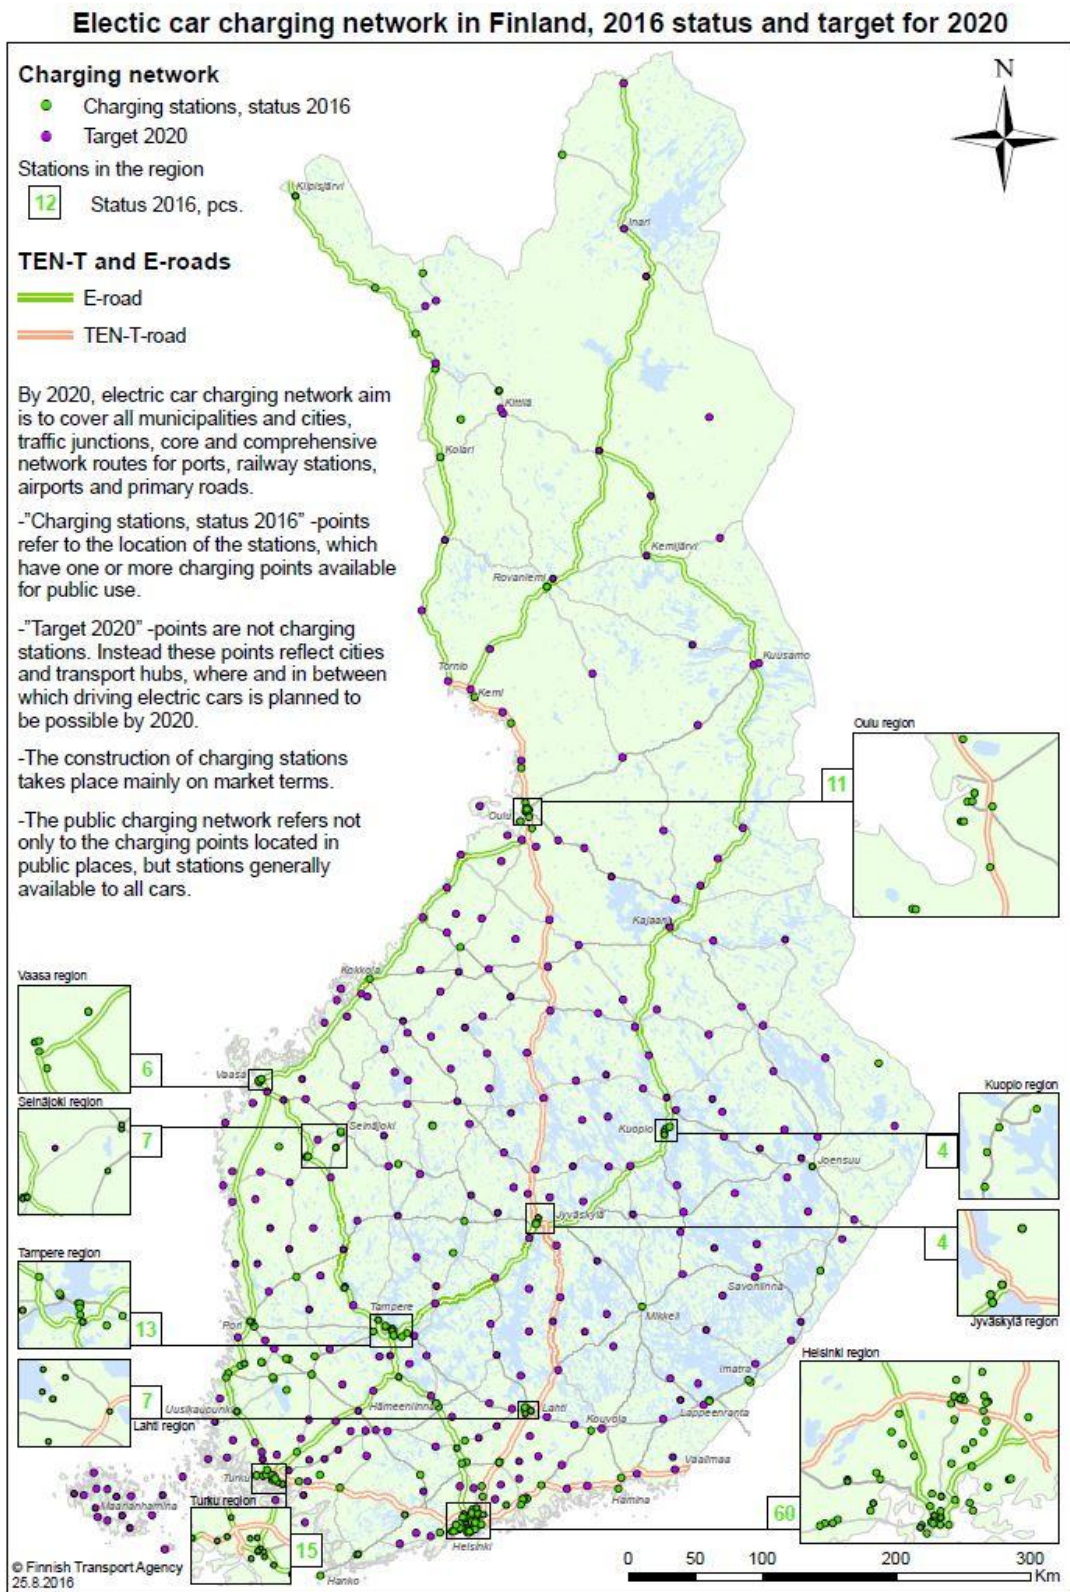 Electic car charging network in Finland, 2016 status and target for 2020
Charging network
Charging stations, status 2016
Target 2020
Stations in the region
12
Status 2016, pcs.
TEN-T and E-roads
E-road
TEN-T-road
By 2020, electric car charging network aim
is to cover all municipalities and cities,
traffic junctions, core and comprehensive
network routes for ports, railway stations,
airports and primary roads.
-"Charging stations, status 2016" -points
refer to the location of the stations, which
have one or more charging points available
for public use.
-"Target 2020" -points are not charging
stations. Instead these points reflect cities
and transport hubs, where and in between
which driving electric cars is planned to
be possible by 2020.
-The construction of charging stations
takes place mainly on market terms.
-The public charging network refers not
only to the charging points located in
public places, but stations generally
available to all cars.
N
Kilpisjärvi
Inari
Kittilä
Kolari
Kemijärvi
Rovaniemi
Kuusamo
Tornio
Kemi
Oulu region
11
Oulu
Kajaani
Kokkola
Vaasa region
6
Vaasa
Seinäjoki region
7
Seinäjoki
Kuopio region
4
Kuopio
Joensuu
Jyväskylä
4
Jyväskylä region
Tampere region
13
Tampere
Savonlinna
Mikkeli
Pori
Helsinki region
Imatra
7
Lahti region
Uusikaupunki
Hämeenlinna
Lahti
Kouvola
Lappeenranta
Vaalimaa
Turku
Hamina
Maarianhamina
Turku region
15
60
Helsinki
Hanko
© Finnish Transport Agency
25.8.2016
0 50 100 200 300
Km